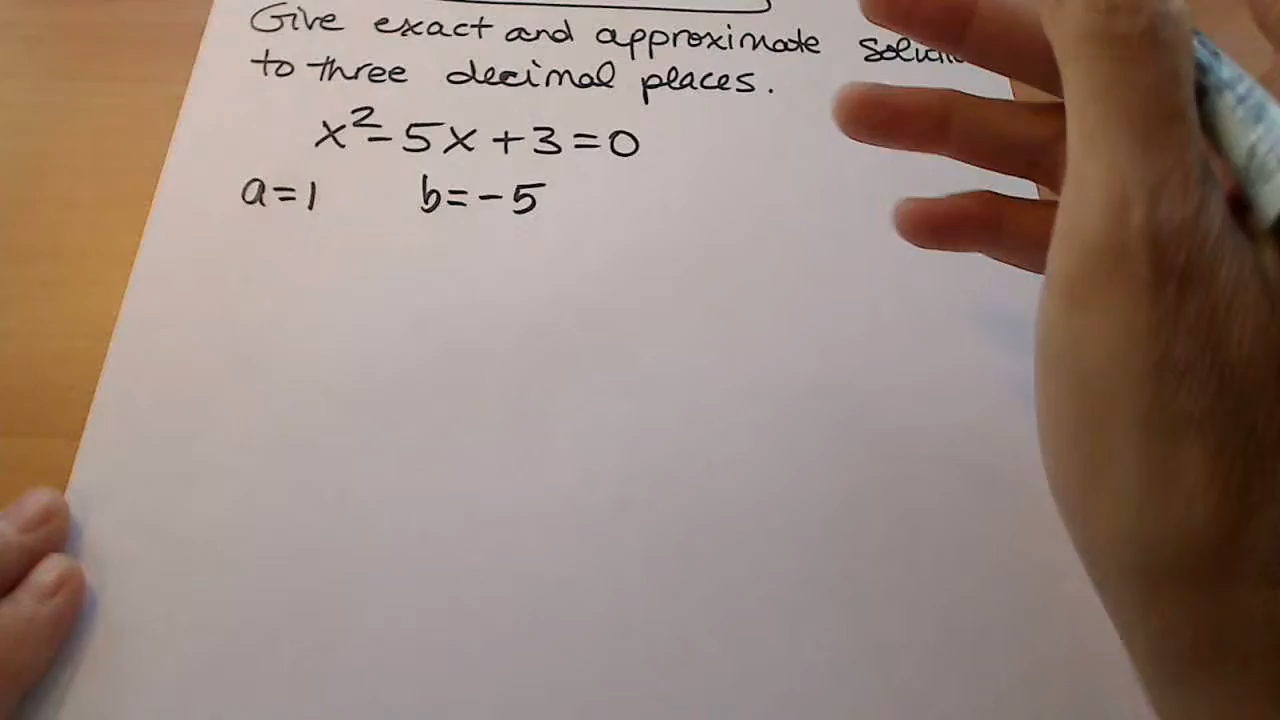 Give exact and approximate
to three decimal places.
x² - 5x + 3 = 0
a = 1 b = -5